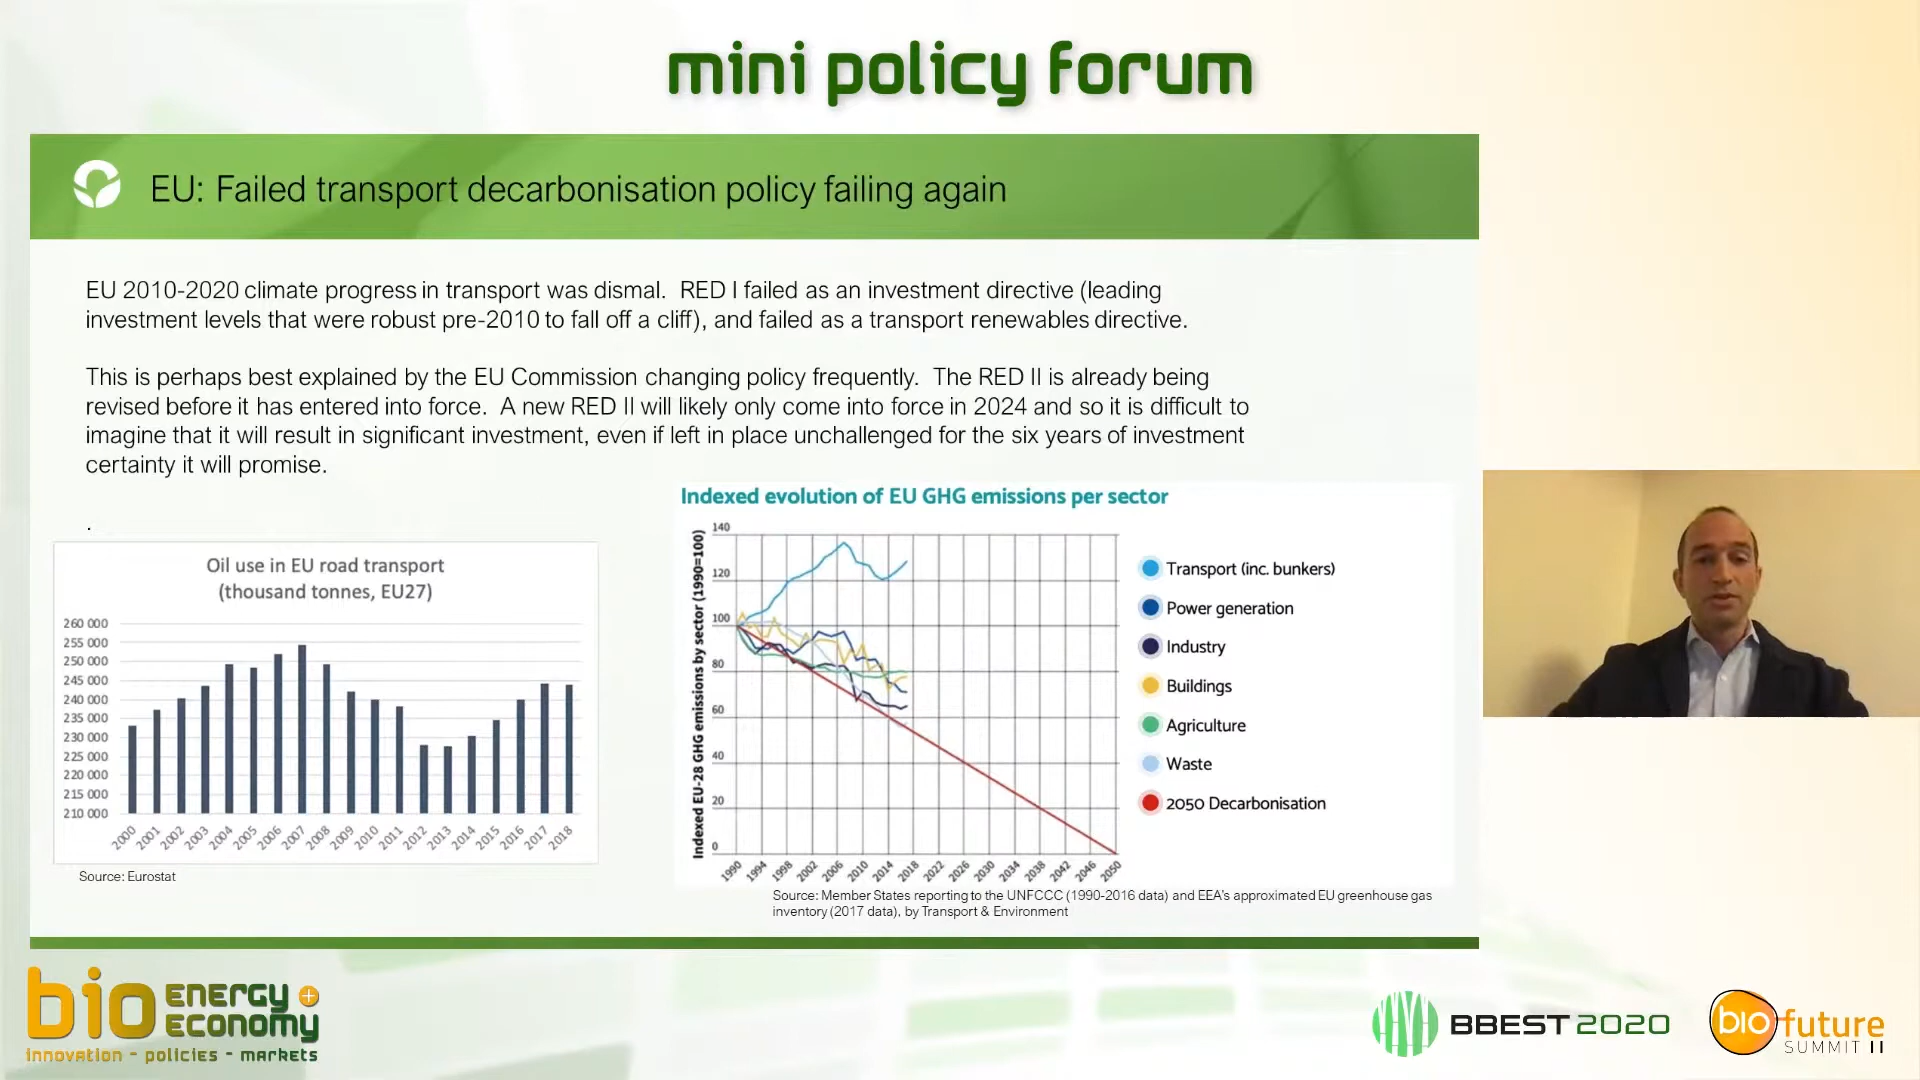 mini policy forum
EU: Failed transport decarbonisation policy failing again
EU 2010-2020 climate progress in transport was dismal. RED I failed as an investment directive (leading
investment levels that were robust pre-2010 to fall off a cliff), and failed as a transport renewables directive.
This is perhaps best explained by the EU Commission changing policy frequently. The RED II is already being
revised before it has entered into force. A new RED II will likely only come into force in 2024 and so it is difficult to
imagine that it will result in significant investment, even if left in place unchallenged for the six years of investment
certainty it will promise.
.
Oil use in EU road transport
(thousand tonnes, EU27)
260 000
255 000
250 000
245 000
240 000
235 000
230 000
225 000
220 000
215 000
210 000
2000 2001 2002 2003 2004 2005 2006 2007 2008 2009 2010 2011 2012 2013 2014 2015 2016 2017 2018
Source: Eurostat
Indexed evolution of EU GHG emissions per sector
Indexed EU-28 GHG emissions by sector (1990=100)
140
120
100
80
60
40
20
0
1990 1994 1998 2002 2006 2010 2014 2018 2022 2026 2030 2034 2038 2042 2046 2050
Transport (inc. bunkers)
Power generation
Industry
Buildings
Agriculture
Waste
2050 Decarbonisation
Source: Member States reporting to the UNFCCC (1990-2016 data) and EEA's approximated EU greenhouse gas
inventory (2017 data), by Transport & Environment
bio ENERGY +
ECONOMY
innovation - policies - markets
BBEST 2020
biofuture
SUMMIT II